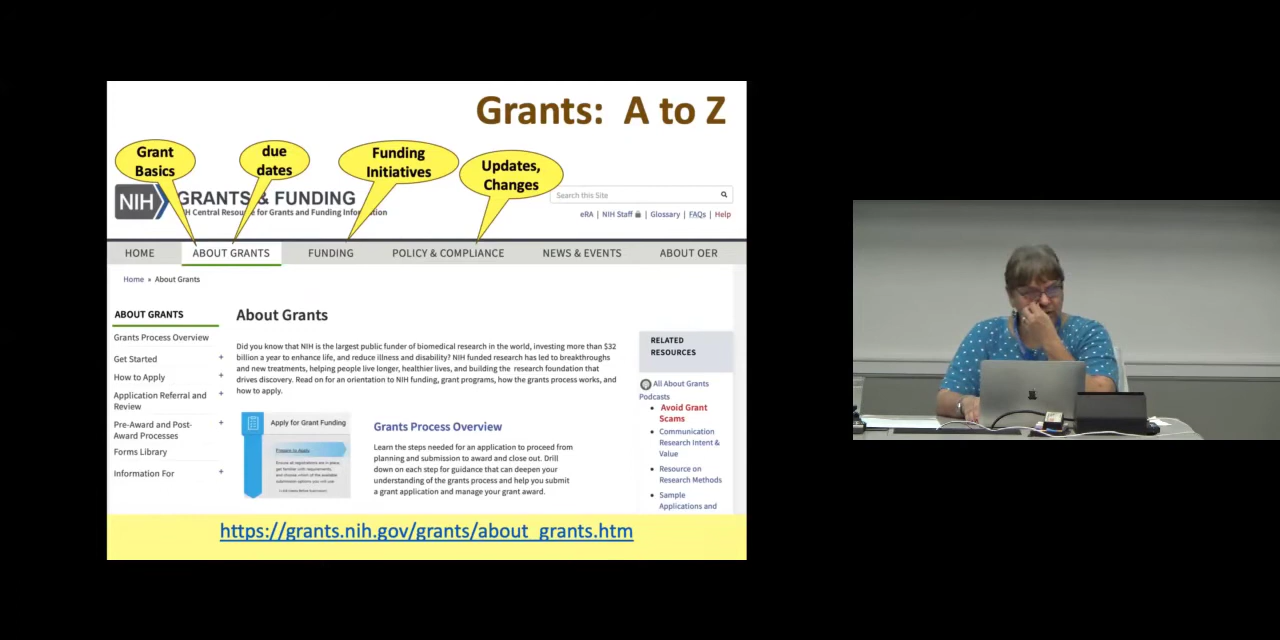 Grants: A to Z
Grant
Basics
due
dates
Funding
Initiatives
Updates,
Changes
NIH GRANTS & FUNDING
NIH Central Resource for Grants and Funding Information
Search this Site
eRA | NIH Staff | Glossary | FAQs | Help
HOME ABOUT GRANTS FUNDING POLICY & COMPLIANCE NEWS & EVENTS ABOUT OER
Home » About Grants
ABOUT GRANTS
Grants Process Overview
Get Started +
How to Apply +
Application Referral and +
Review
Pre-Award and Post- +
Award Processes
Forms Library
Information For +
About Grants
Did you know that NIH is the largest public funder of biomedical research in the world, investing more than $32
billion a year to enhance life, and reduce illness and disability? NIH funded research has led to breakthroughs
and new treatments, helping people live longer, healthier lives, and building the research foundation that
drives discovery. Read on for an orientation to NIH funding, grant programs, how the grants process works, and
how to apply.
Apply for Grant Funding
Prepare to Apply
Grants Process Overview
Learn the steps needed for an application to proceed from
planning and submission to award and close out. Drill
down on each step for guidance that can deepen your
understanding of the grants process and help you submit
a grant application and manage your grant award.
RELATED
RESOURCES
All About Grants
Podcasts
• Avoid Grant
Scams
• Communication
Research Intent &
Value
• Resource on
Research Methods
• Sample
Applications and
https://grants.nih.gov/grants/about_grants.htm